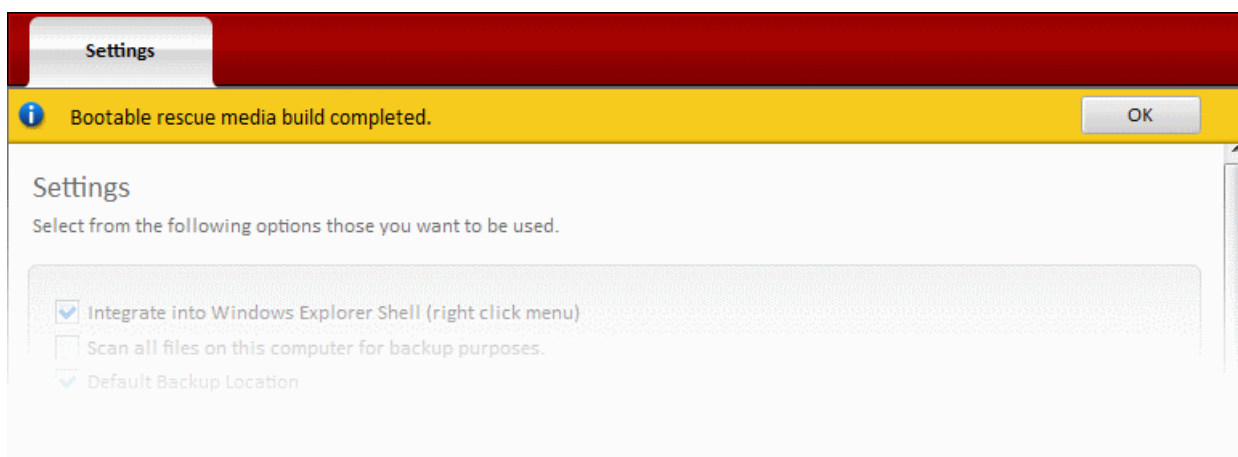 Settings
Bootable rescue media build completed.
OK
Settings
Select from the following options those you want to be used.
Integrate into Windows Explorer Shell (right click menu)
Scan all files on this computer for backup purposes.
Default Backup Location